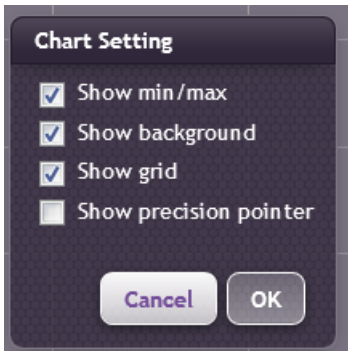 Chart Setting
Show min/max
Show background
Show grid
Show precision pointer
Cancel OK